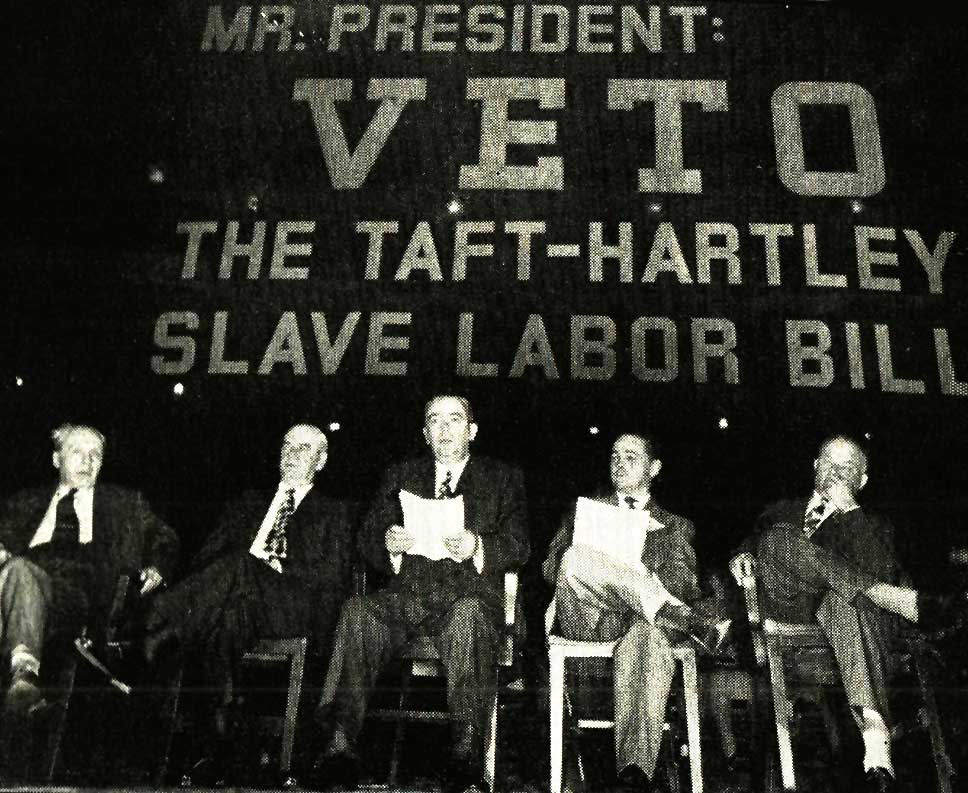 MR. PRESIDENT:
VETO
THE TAFT-HARTLEY
SLAVE LABOR BILL